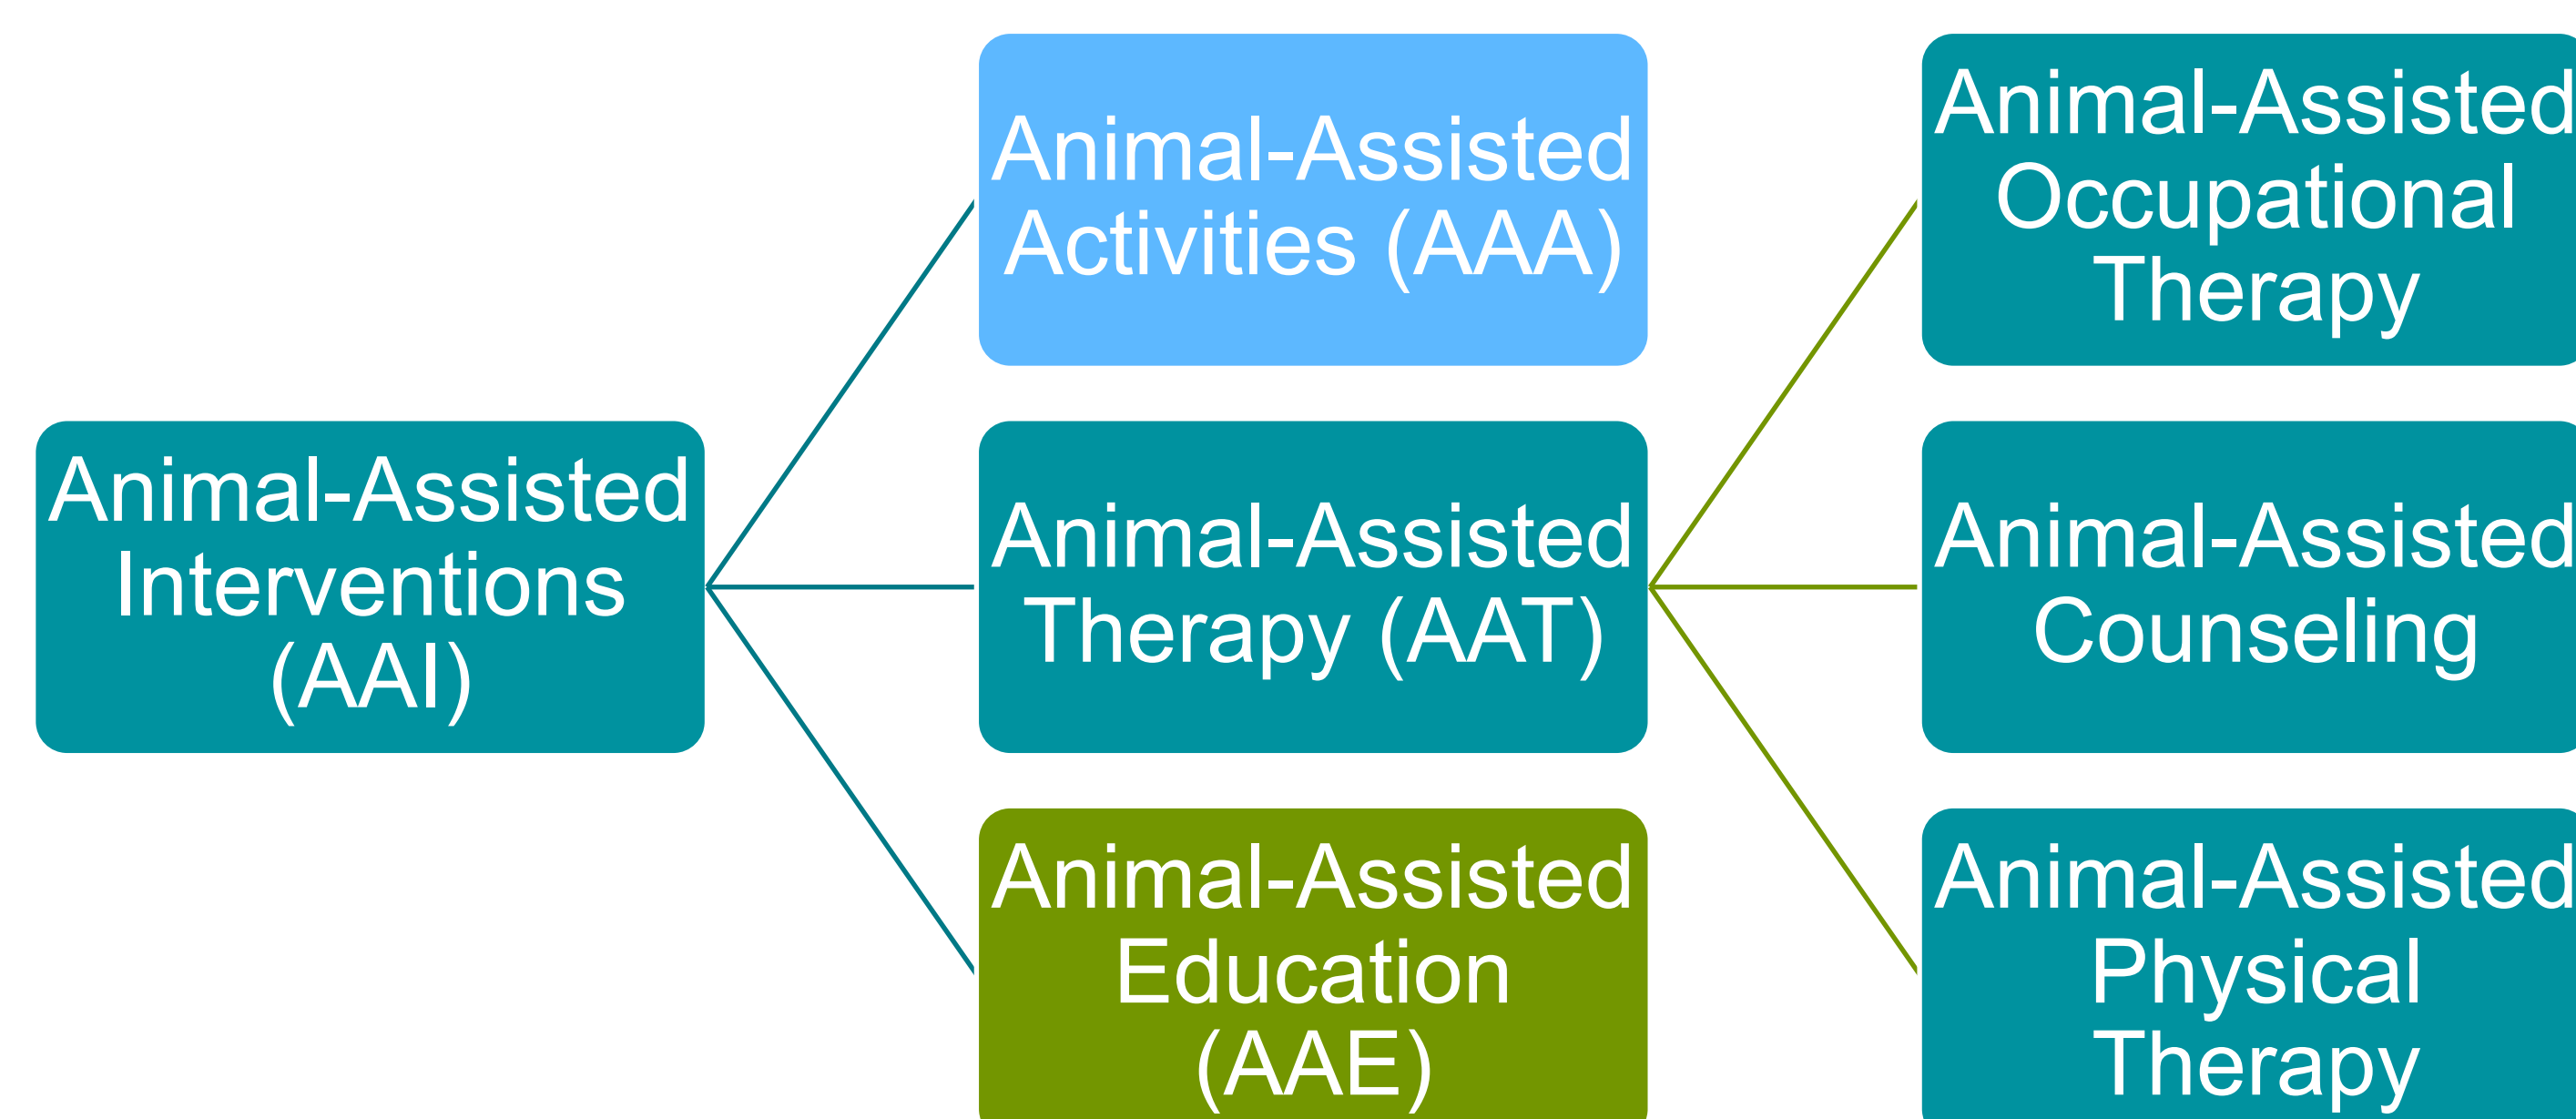 Animal-Assisted
Interventions
(AAI)
Animal-Assisted
Activities (AAA)
Animal-Assisted
Therapy (AAT)
Animal-Assisted
Education
(AAE)
Animal-Assisted
Occupational
Therapy
Animal-Assisted
Counseling
Animal-Assisted
Physical
Therapy